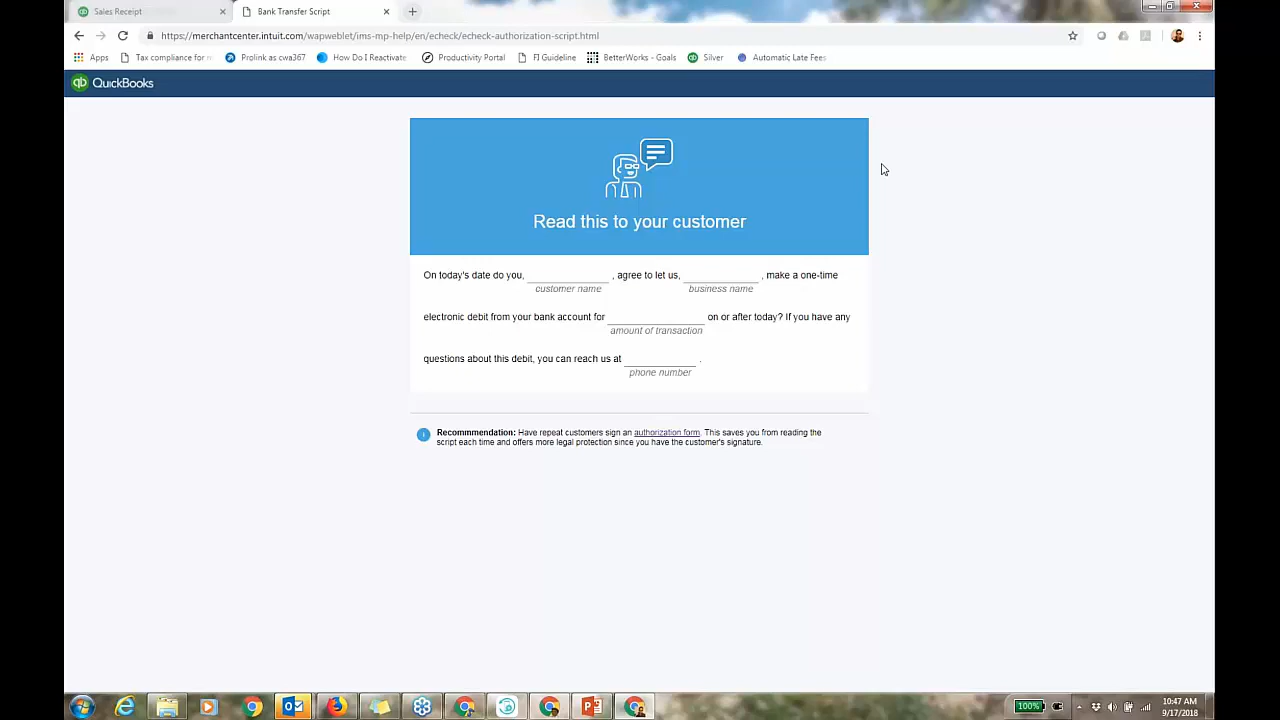 Sales Receipt
Bank Transfer Script
https://merchantcenter.intuit.com/wapweblet/ims-mp-help/en/echeck/echeck-authorization-script.html
Apps Tax compliance for Prolink as cwa367 How Do I Reactivate Productivity Portal FI Guideline BetterWorks - Goals Silver Automatic Late Fees
qb QuickBooks
Read this to your customer
On today's date do you, , agree to let us, , make a one-time
customer name business name
electronic debit from your bank account for on or after today? If you have any
amount of transaction
questions about this debit, you can reach us at .
phone number
Recommmendation: Have repeat customers sign an authorization form. This saves you from reading the
script each time and offers more legal protection since you have the customer's signature.
100%
10:47 AM
9/17/2018